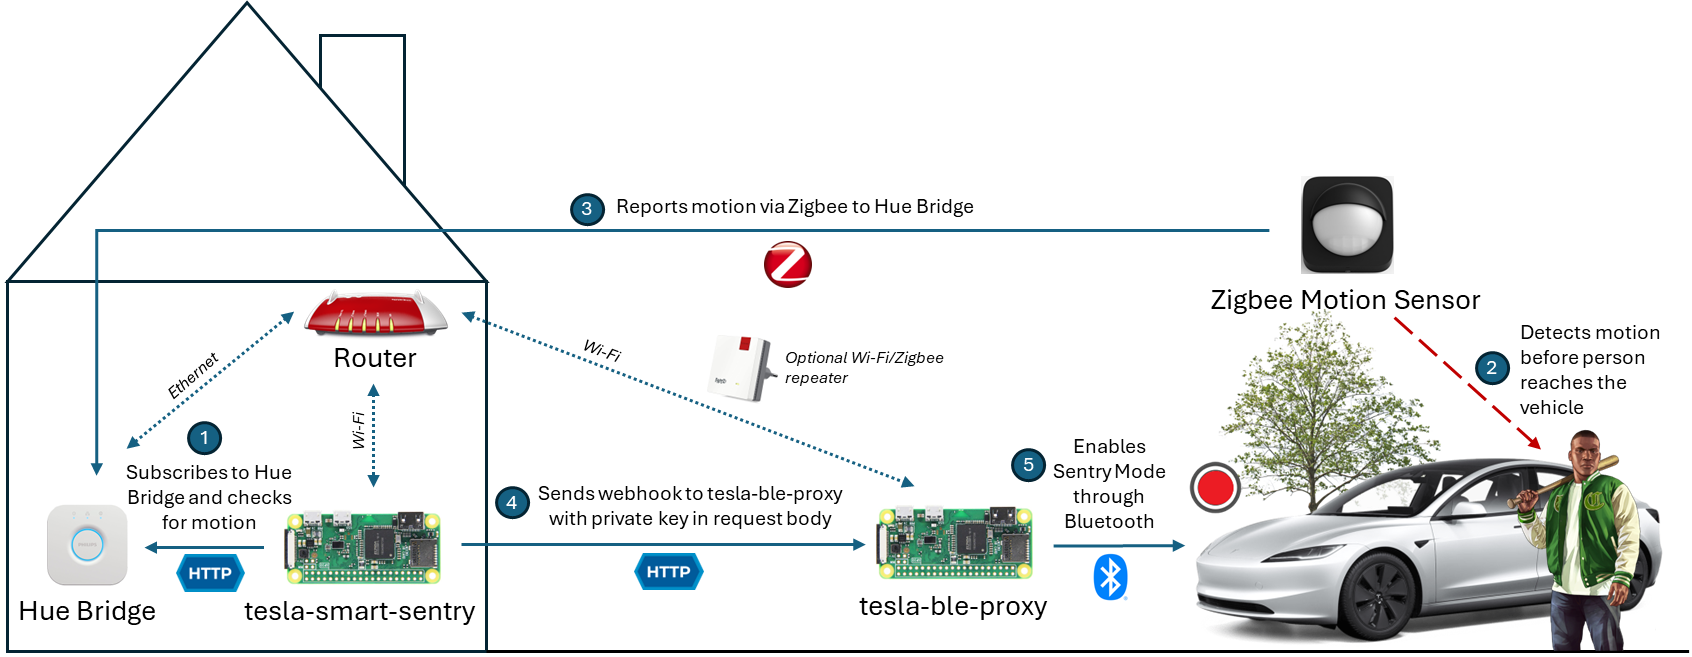 3
Reports motion via Zigbee to Hue Bridge
Zigbee Motion Sensor
Detects motion
before person
reaches the
vehicle
2
Router
Ethernet
Wi-Fi
Wi-Fi
Optional Wi-Fi/Zigbee
repeater
1
Subscribes to Hue
Bridge and checks
for motion
HTTP
Hue Bridge
tesla-smart-sentry
4
Sends webhook to tesla-ble-proxy
with private key in request body
HTTP
tesla-ble-proxy
5
Enables
Sentry Mode
through
Bluetooth